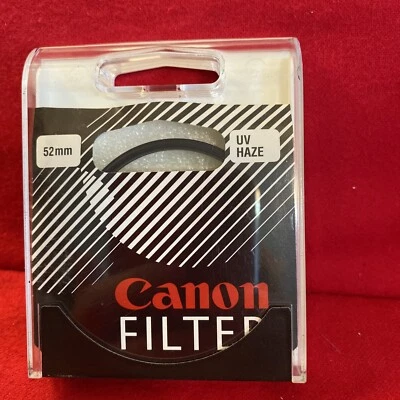 52mm
UV
HAZE
Canon
FILTER